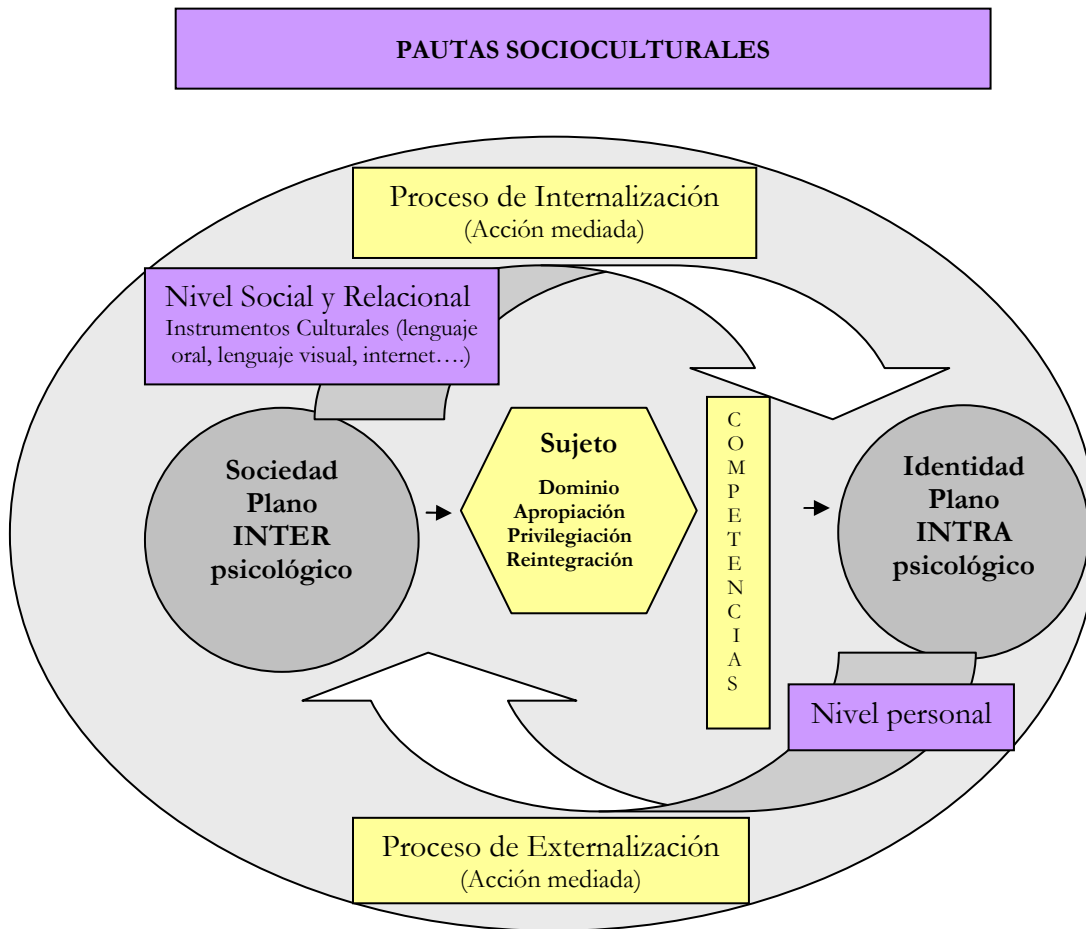 PAUTAS SOCIOCULTURALES
Proceso de Internalización
(Acción mediada)
Nivel Social y Relacional
Instrumentos Culturales (lenguaje
oral, lenguaje visual, internet….)
Sociedad
Plano
INTER
psicológico
Sujeto
Dominio
Apropiación
Privilegiación
Reintegración
COMPETENCIAS
Identidad
Plano
INTRA
psicológico
Nivel personal
Proceso de Externalización
(Acción mediada)